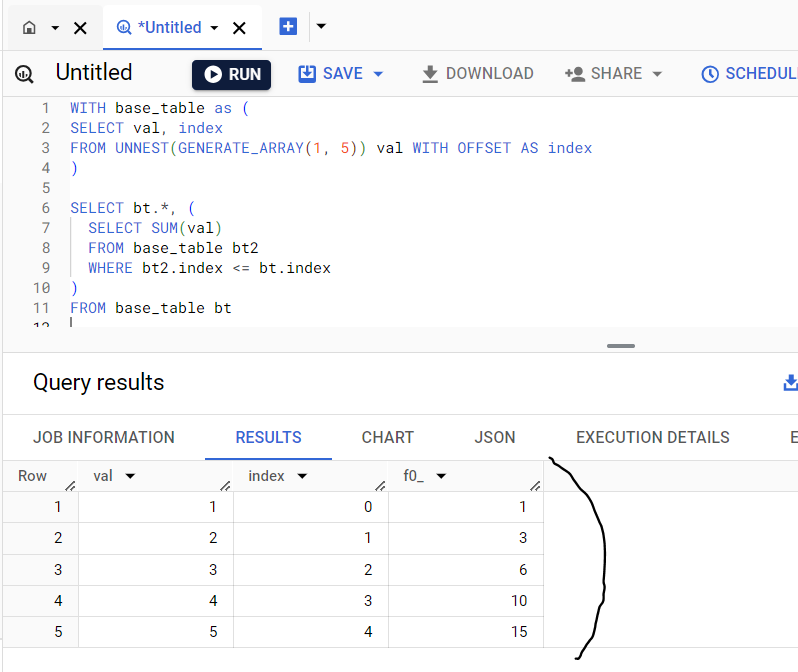 *Untitled
Untitled RUN SAVE DOWNLOAD SHARE SCHEDUL
1 WITH base_table as (
2 SELECT val, index
3 FROM UNNEST(GENERATE_ARRAY(1, 5)) val WITH OFFSET AS index
4 )
5
6 SELECT bt.*, (
7 SELECT SUM(val)
8 FROM base_table bt2
9 WHERE bt2.index <= bt.index
10 )
11 FROM base_table bt
12
Query results
JOB INFORMATION RESULTS CHART JSON EXECUTION DETAILS E
Row val index f0_
1 1 0 1
2 2 1 3
3 3 2 6
4 4 3 10
5 5 4 15